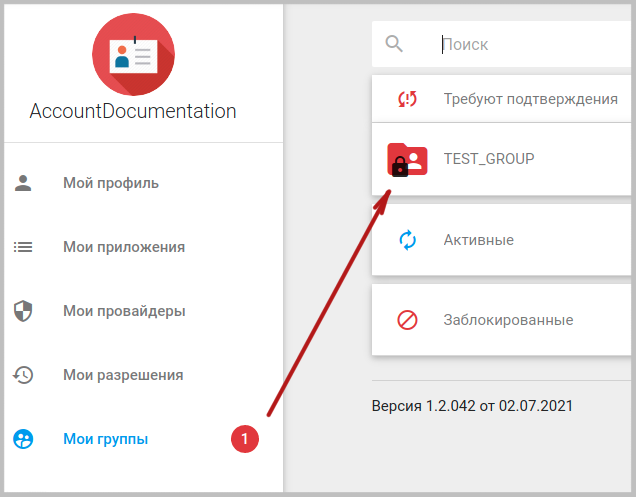 AccountDocumentation
Мой профиль
Мои приложения
Мои провайдеры
Мои разрешения
Мои группы
1
Поиск
Требуют подтверждения
TEST_GROUP
Активные
Заблокированные
Версия 1.2.042 от 02.07.2021